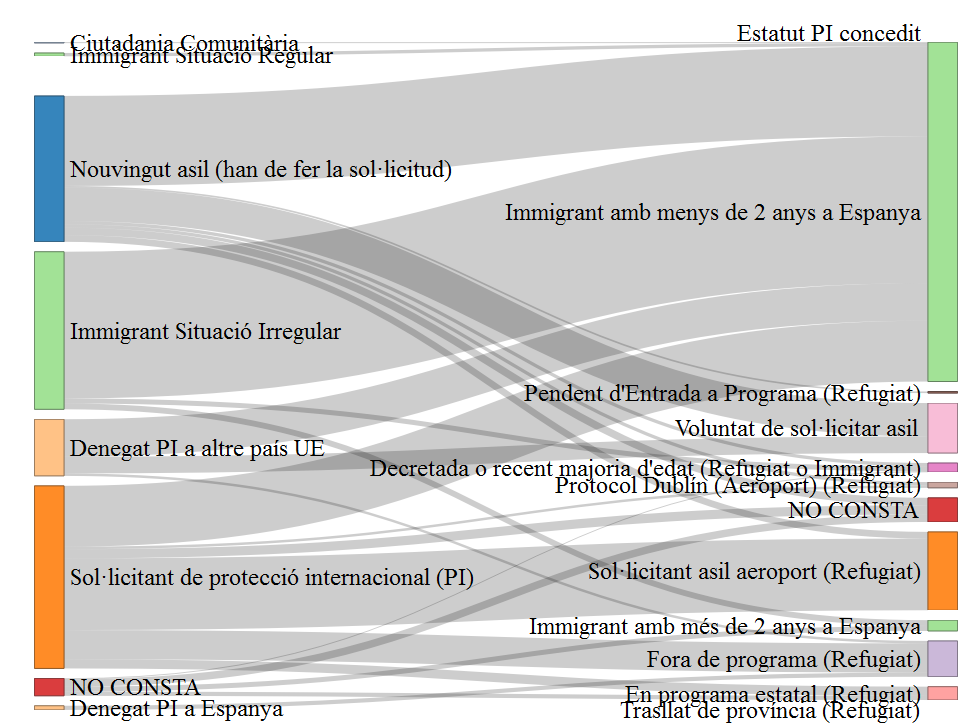 Ciutadania Comunitària
Immigrant Situació Regular
Nouvingut asil (han de fer la sol·licitud)
Immigrant Situació Irregular
Denegat PI a altre país UE
Sol·licitant de protecció internacional (PI)
NO CONSTA
Denegat PI a Espanya
Estatut PI concedit
Immigrant amb menys de 2 anys a Espanya
Pendent d'Entrada a Programa (Refugiat)
Voluntat de sol·licitar asil
Decretada o recent majoria d'edat (Refugiat o Immigrant)
Protocol Dublín (Aeroport) (Refugiat)
NO CONSTA
Sol·licitant asil aeroport (Refugiat)
Immigrant amb més de 2 anys a Espanya
Fora de programa (Refugiat)
En programa estatal (Refugiat)
Trasllat de província (Refugiat)